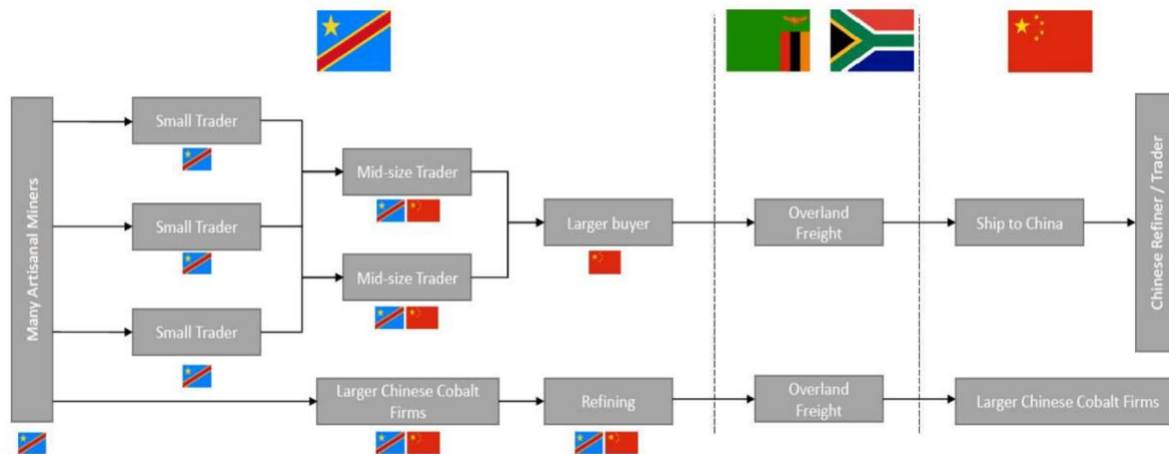 Many Artisanal Miners
Small Trader
Small Trader
Small Trader
Mid-size Trader
Mid-size Trader
Larger buyer
Overland
Freight
Ship to China
Chinese Refiner / Trader
Larger Chinese Cobalt
Firms
Refining
Overland
Freight
Larger Chinese Cobalt Firms